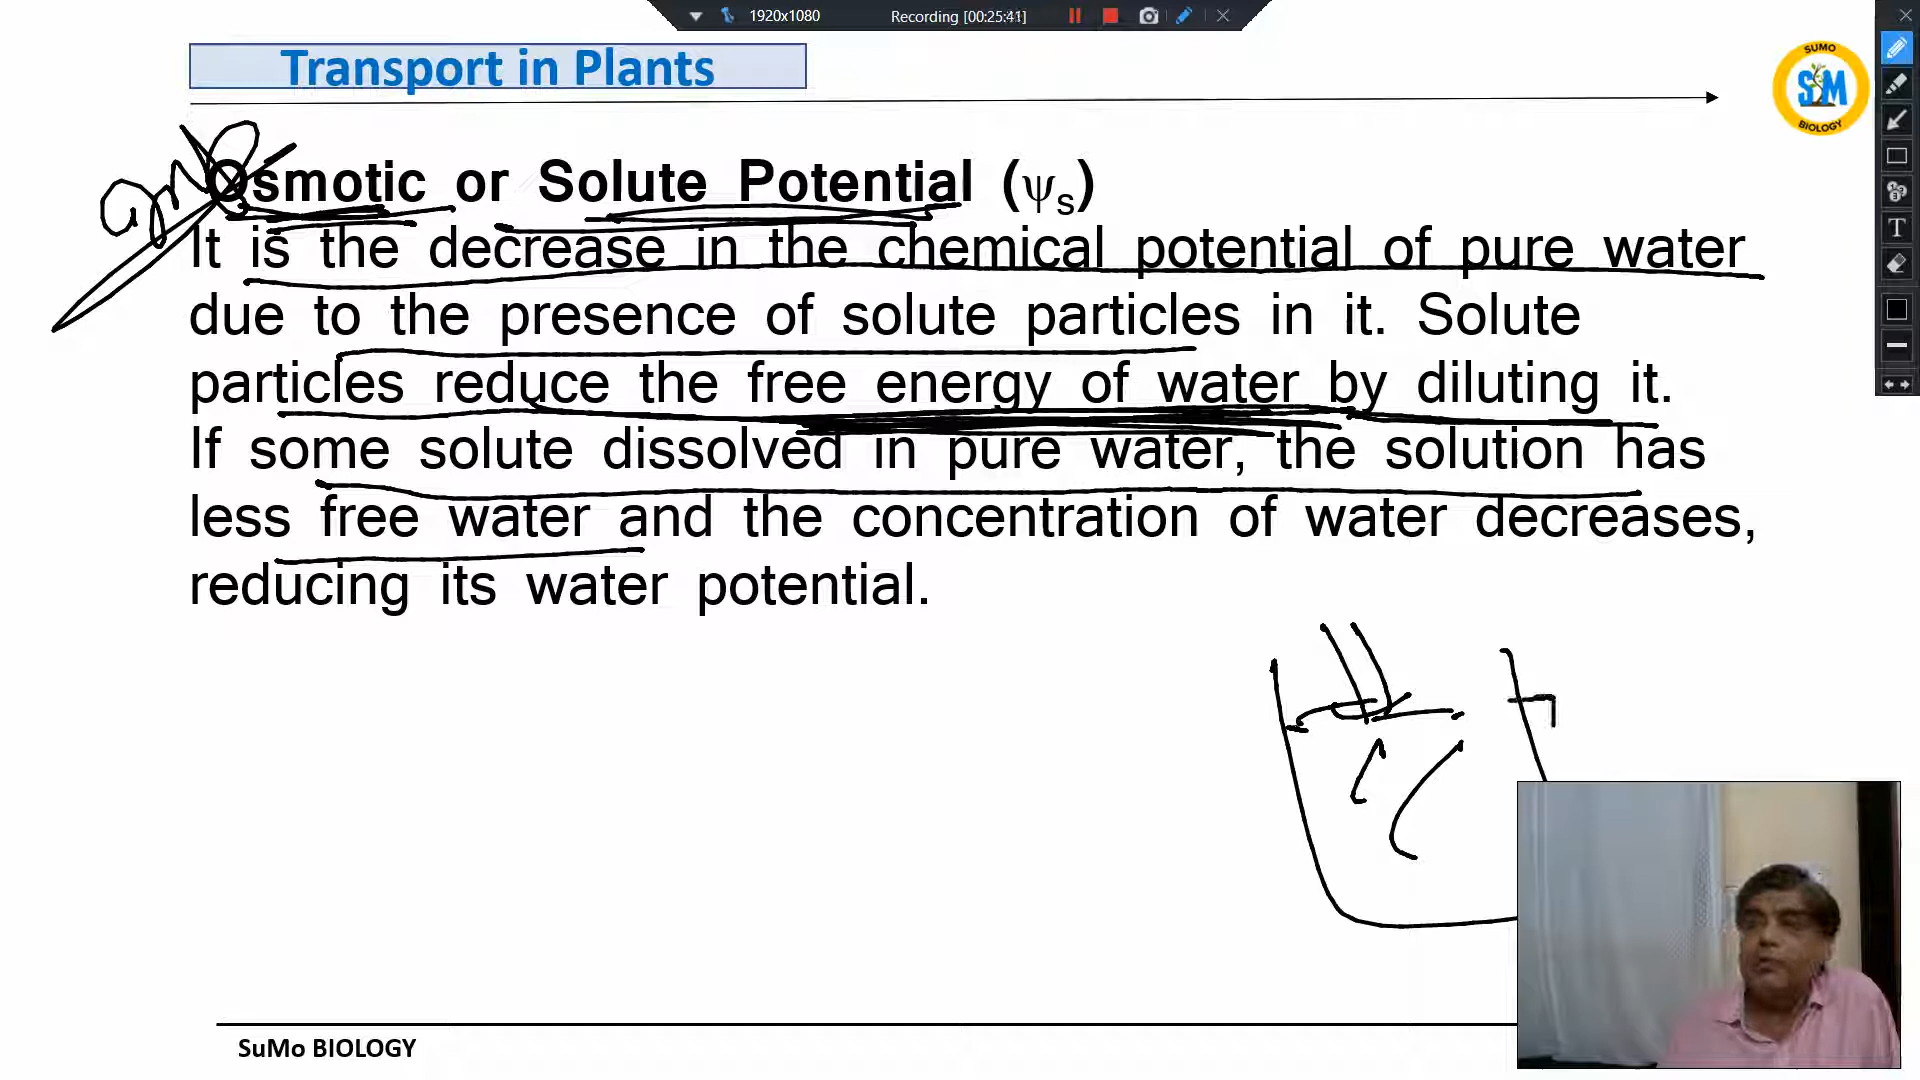 1920x1080
Recording [00:25:41]
Transport in Plants
SUMO
SM
BIOLOGY
Osmotic or Solute Potential (ψs)
It is the decrease in the chemical potential of pure water
due to the presence of solute particles in it. Solute
particles reduce the free energy of water by diluting it.
If some solute dissolved in pure water, the solution has
less free water and the concentration of water decreases,
reducing its water potential.
T
SuMo BIOLOGY